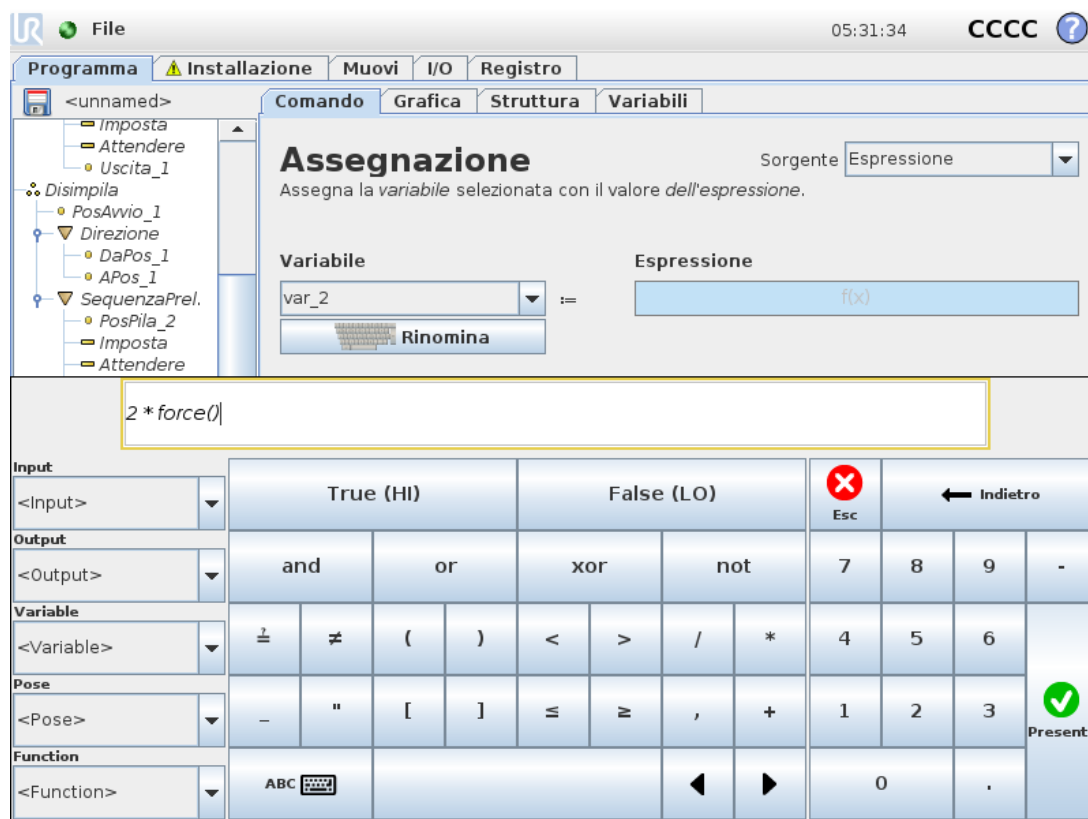 UR File 05:31:34 CCCC ?
Programma Installazione Muovi I/O Registro
<unnamed> Comando Grafica Struttura Variabili
Imposta
Attendere
Uscita_1
Disimpila
PosAvvio_1
Direzione
DaPos_1
APos_1
SequenzaPrel.
PosPila_2
Imposta
Attendere
Assegnazione
Sorgente Espressione
Assegna la variabile selezionata con il valore dell'espressione.
Variabile Espressione
var_2 := f(x)
Rinomina
2 * force()
Input
<Input>
Output
<Output>
Variable
<Variable>
Pose
<Pose>
Function
<Function>
True (HI) False (LO) Esc Indietro
and or xor not 7 8 9 -
≟ ≠ ( ) < > / * 4 5 6
_ " [ ] ≤ ≥ , + 1 2 3 Present
ABC 0 .